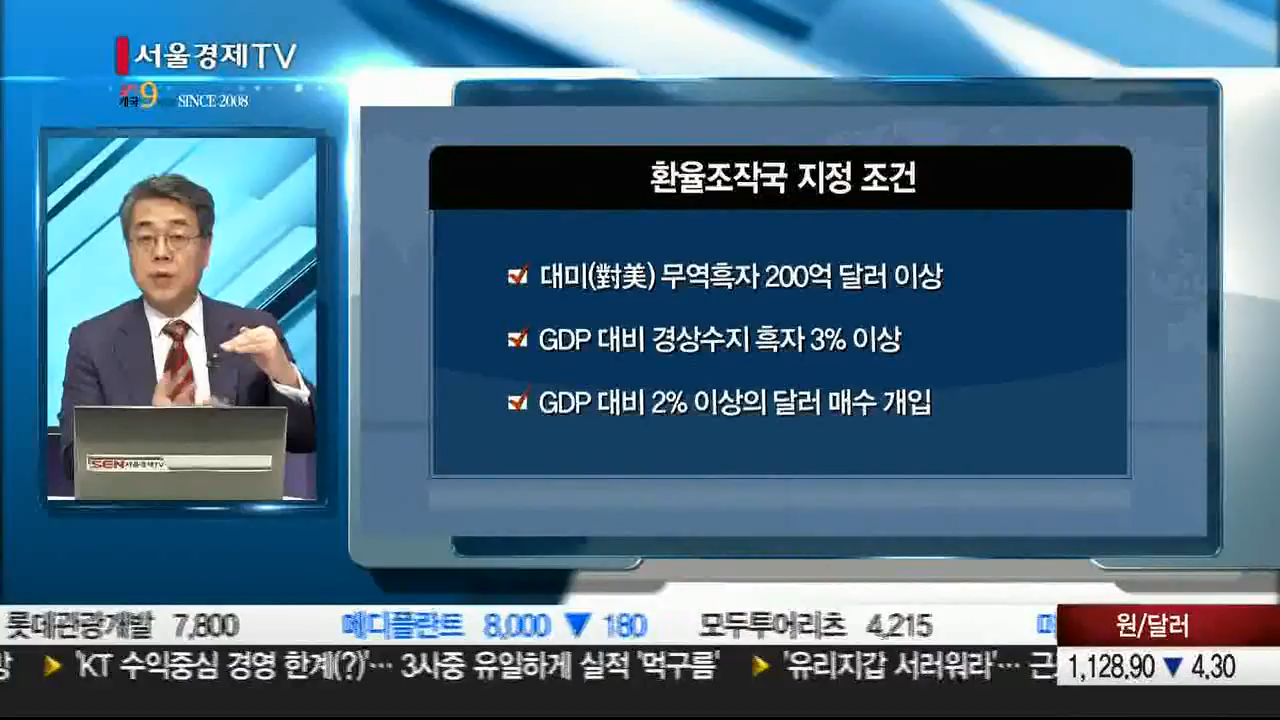 서울경제TV
개국 9 SINCE 2008
환율조작국 지정 조건
대미(對美) 무역흑자 200억 달러 이상
GDP 대비 경상수지 흑자 3% 이상
GDP 대비 2% 이상의 달러 매수 개입
SEN 서울경제TV
롯데관광개발 7,800 메디플란트 8,000 ▼ 180 모두투어리츠 4,215
원/달러
'KT 수익중심 경영 한계(?)'… 3사중 유일하게 실적 '먹구름' '유리지갑 서러워라'…
1,128.90 ▼ 4.30